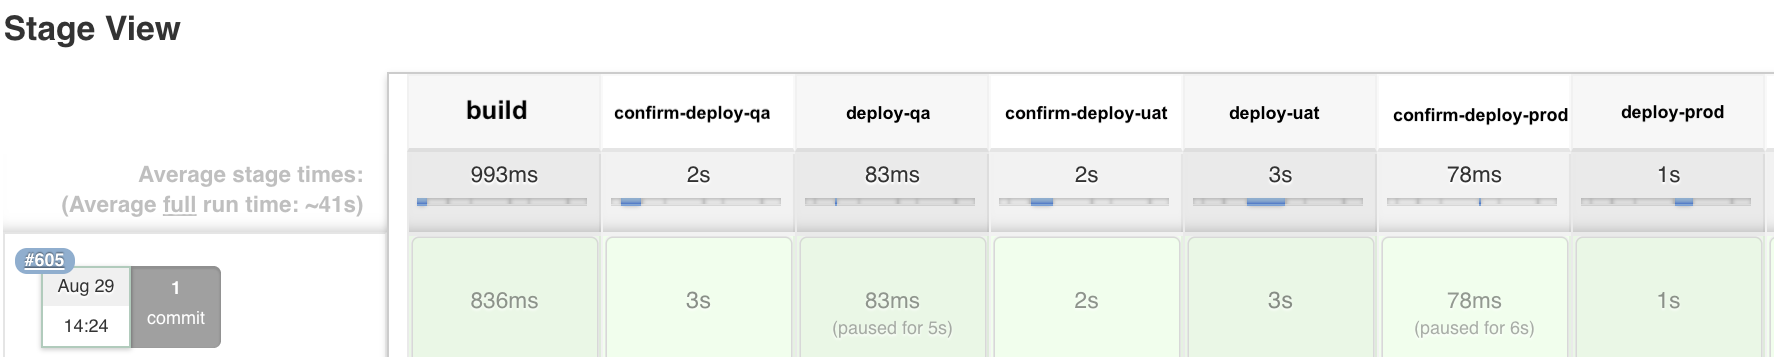 Stage View
build confirm-deploy-qa deploy-qa confirm-deploy-uat deploy-uat confirm-deploy-prod deploy-prod
Average stage times:
(Average full run time: ~41s)
993ms 2s 83ms 2s 3s 78ms 1s
#605
Aug 29
14:24
1
commit
836ms 3s 83ms 2s 3s 78ms 1s
(paused for 5s) (paused for 6s)